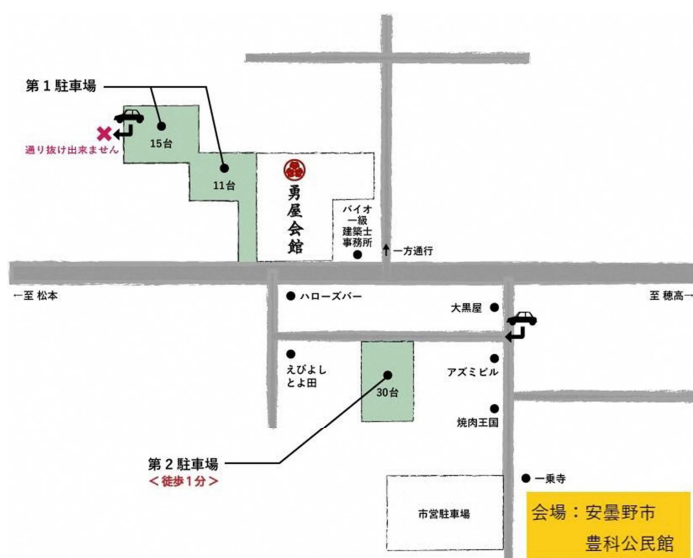 第1駐車場
15台
通り抜け出来ません
11台
勇屋会館
バイオ
一級
建築士
事務所
一方通行
←至 松本
ハローズバー
大黒屋
至 穂高→
えびよし
とよ田
30台
アズミビル
焼肉王国
第2駐車場
＜徒歩1分＞
市営駐車場
一乗寺
会場：安曇野市
豊科公民館